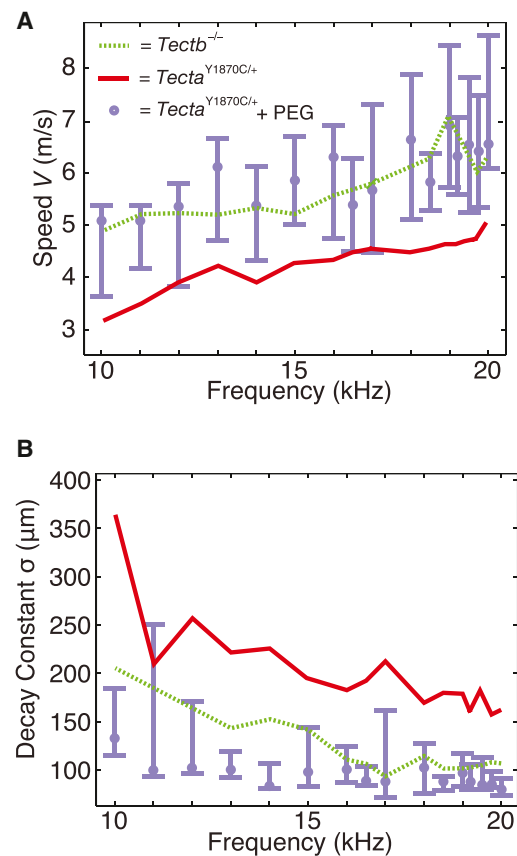 A
= Tectb⁻/⁻
= TectaY1870C/+
= TectaY1870C/+ + PEG
8
7
6
5
4
3
Speed V (m/s)
10 15 20
Frequency (kHz)
B
400
350
300
250
200
150
100
Decay Constant σ (μm)
10 15 20
Frequency (kHz)